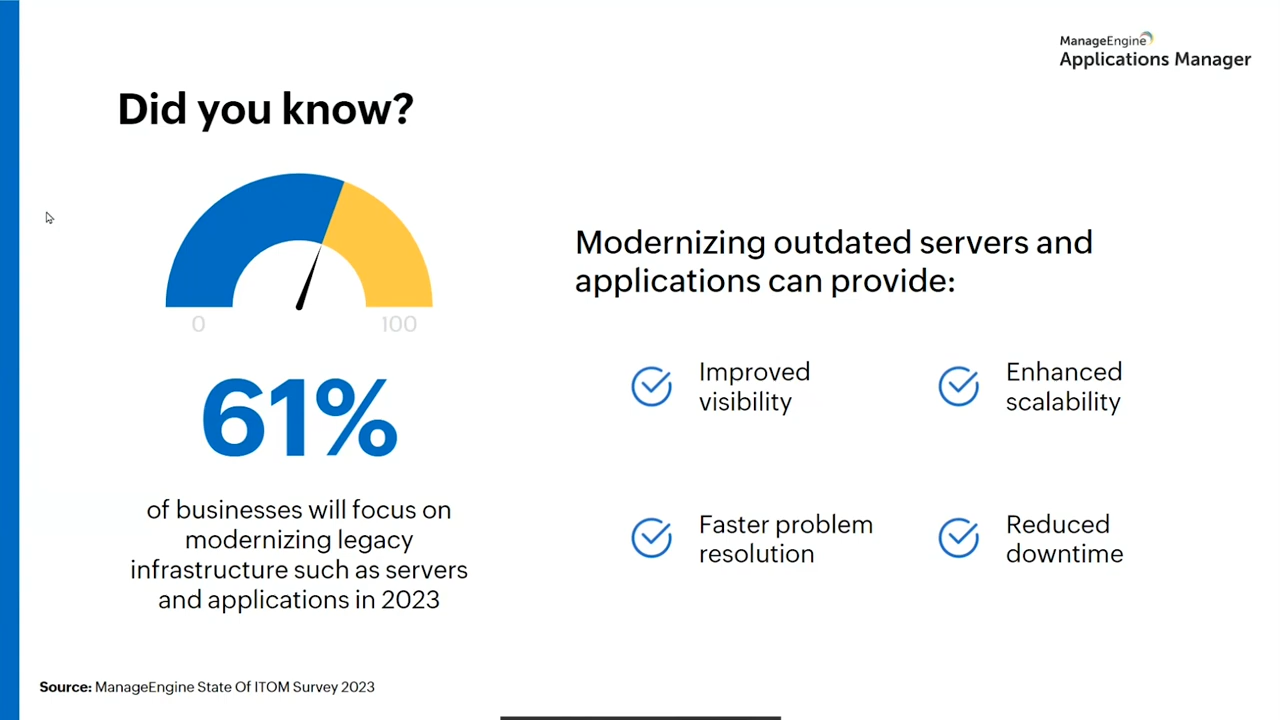 ManageEngine
Applications Manager
Did you know?
0
100
61%
of businesses will focus on
modernizing legacy
infrastructure such as servers
and applications in 2023
Modernizing outdated servers and
applications can provide:
Improved
visibility
Enhanced
scalability
Faster problem
resolution
Reduced
downtime
Source: ManageEngine State Of ITOM Survey 2023